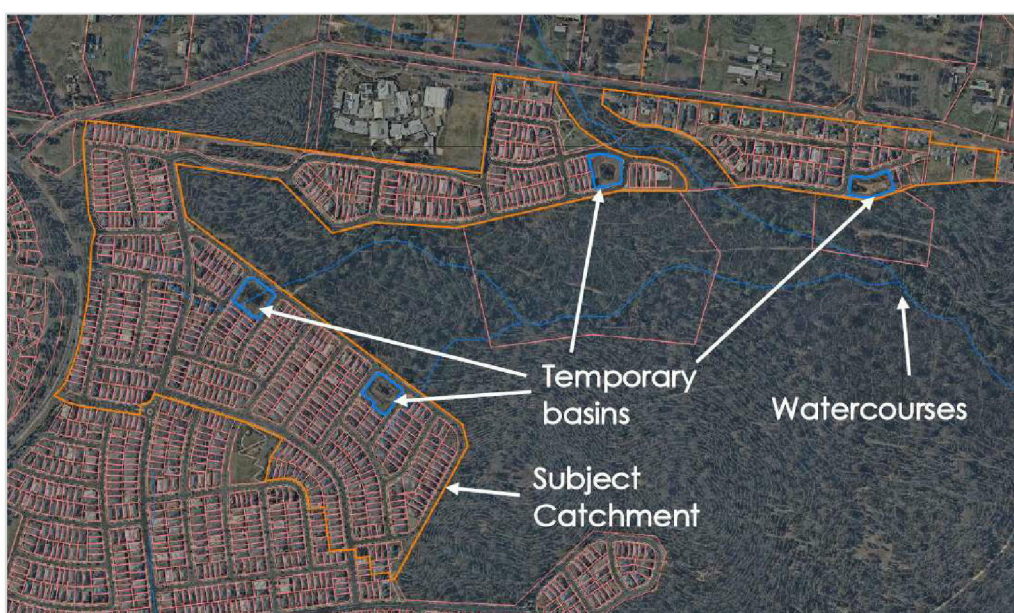 Temporary
basins
Watercourses
Subject
Catchment